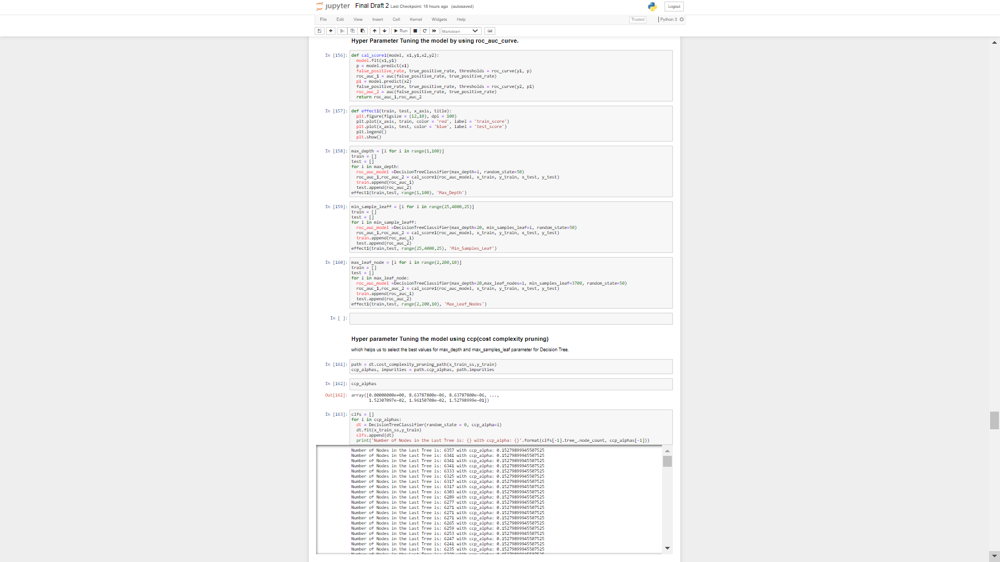 jupyter Final Draft 2 Last Checkpoint: 18 hours ago (autosaved) Logout
File Edit View Insert Cell Kernel Widgets Help Trusted Python 3
Run Markdown
Hyper Parameter Tuning the model by using roc_auc_curve.
In [156]: def cal_score1(model, x1,y1,x2,y2):
model.fit(x1,y1)
p = model.predict(x1)
false_positive_rate, true_positive_rate, thresholds = roc_curve(y1, p)
roc_auc_1 = auc(false_positive_rate, true_positive_rate)
p1 = model.predict(x2)
false_positive_rate, true_positive_rate, thresholds = roc_curve(y2, p1)
roc_auc_2 = auc(false_positive_rate, true_positive_rate)
return roc_auc_1,roc_auc_2
In [157]: def effect1(train, test, x_axis, title):
plt.figure(figsize = (12,10), dpi = 100)
plt.plot(x_axis, train, color = 'red', label = 'train_score')
plt.plot(x_axis, test, color = 'blue', label = 'test_score')
plt.legend()
plt.show()
In [158]: max_depth = [i for i in range(1,100)]
train = []
test = []
for i in max_depth:
roc_auc_model =DecisionTreeClassifier(max_depth=i, random_state=50)
roc_auc_1,roc_auc_2 = cal_score1(roc_auc_model, x_train, y_train, x_test, y_test)
train.append(roc_auc_1)
test.append(roc_auc_2)
effect1(train,test, range(1,100), 'Max_Depth')
In [159]: min_sample_leaff = [i for i in range(25,4000,25)]
train = []
test = []
for i in min_sample_leaff:
roc_auc_model =DecisionTreeClassifier(max_depth=20, min_samples_leaf=i, random_state=50)
roc_auc_1,roc_auc_2 = cal_score1(roc_auc_model, x_train, y_train, x_test, y_test)
train.append(roc_auc_1)
test.append(roc_auc_2)
effect1(train,test, range(25,4000,25), 'Min_Samples_Leaf')
In [160]: max_leaf_node = [i for i in range(2,200,10)]
train = []
test = []
for i in max_leaf_node:
roc_auc_model =DecisionTreeClassifier(max_depth=20,max_leaf_nodes=i, min_samples_leaf=3700, random_state=50)
roc_auc_1,roc_auc_2 = cal_score1(roc_auc_model, x_train, y_train, x_test, y_test)
train.append(roc_auc_1)
test.append(roc_auc_2)
effect1(train,test, range(2,200,10), 'Max_Leaf_Nodes')
In [ ]:
Hyper parameter Tuning the model using ccp(cost complexity pruning)
which helps us to select the best values for max_depth and max_samples_leaf parameter for Decision Tree.
In [161]: path = dt.cost_complexity_pruning_path(x_train_ss,y_train)
ccp_alphas, impurities = path.ccp_alphas, path.impurities
In [162]: ccp_alphas
Out[162]: array([0.00000000e+00, 8.63787800e-06, 8.63787800e-06, ...,
1.52307097e-02, 1.96150708e-02, 1.52798999e-01])
In [163]: clfs = []
for i in ccp_alphas:
dt = DecisionTreeClassifier(random_state = 0, ccp_alpha=i)
dt.fit(x_train_ss,y_train)
clfs.append(dt)
print('Number of Nodes in the Last Tree is: {} with ccp_alpha: {}'.format(clfs[-1].tree_.node_count, ccp_alphas[-1]))
Number of Nodes in the Last Tree is: 6357 with ccp_alpha: 0.15279899945507525
Number of Nodes in the Last Tree is: 6341 with ccp_alpha: 0.15279899945507525
Number of Nodes in the Last Tree is: 6341 with ccp_alpha: 0.15279899945507525
Number of Nodes in the Last Tree is: 6341 with ccp_alpha: 0.15279899945507525
Number of Nodes in the Last Tree is: 6333 with ccp_alpha: 0.15279899945507525
Number of Nodes in the Last Tree is: 6325 with ccp_alpha: 0.15279899945507525
Number of Nodes in the Last Tree is: 6317 with ccp_alpha: 0.15279899945507525
Number of Nodes in the Last Tree is: 6317 with ccp_alpha: 0.15279899945507525
Number of Nodes in the Last Tree is: 6303 with ccp_alpha: 0.15279899945507525
Number of Nodes in the Last Tree is: 6289 with ccp_alpha: 0.15279899945507525
Number of Nodes in the Last Tree is: 6277 with ccp_alpha: 0.15279899945507525
Number of Nodes in the Last Tree is: 6271 with ccp_alpha: 0.15279899945507525
Number of Nodes in the Last Tree is: 6271 with ccp_alpha: 0.15279899945507525
Number of Nodes in the Last Tree is: 6271 with ccp_alpha: 0.15279899945507525
Number of Nodes in the Last Tree is: 6265 with ccp_alpha: 0.15279899945507525
Number of Nodes in the Last Tree is: 6259 with ccp_alpha: 0.15279899945507525
Number of Nodes in the Last Tree is: 6253 with ccp_alpha: 0.15279899945507525
Number of Nodes in the Last Tree is: 6247 with ccp_alpha: 0.15279899945507525
Number of Nodes in the Last Tree is: 6241 with ccp_alpha: 0.15279899945507525
Number of Nodes in the Last Tree is: 6235 with ccp_alpha: 0.15279899945507525